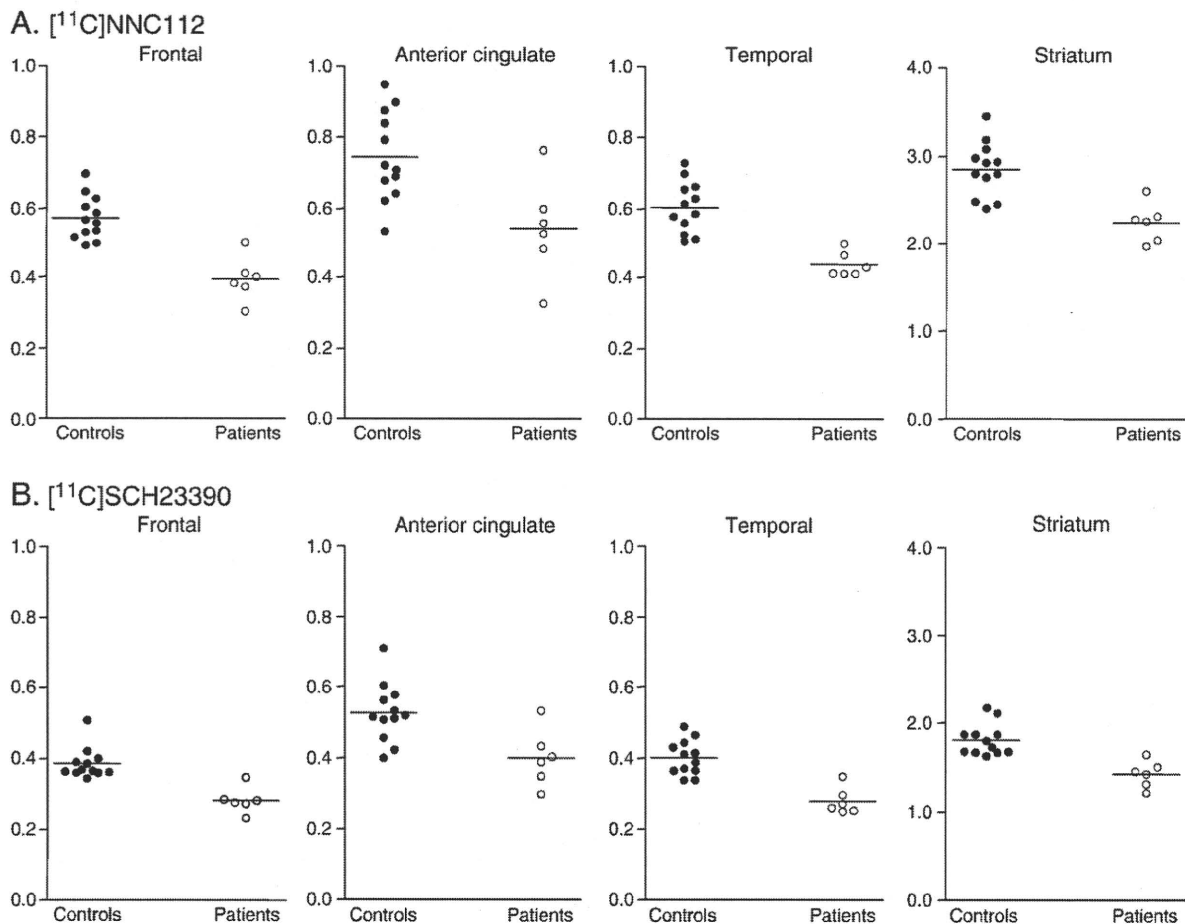 A. [¹¹C]NNC112
Frontal Anterior cingulate Temporal Striatum
1.0 1.0 1.0 4.0
0.8 0.8 0.8 3.0
0.6 0.6 0.6 2.0
0.4 0.4 0.4 1.0
0.2 0.2 0.2 0.0
0.0 0.0 0.0
Controls Patients Controls Patients Controls Patients Controls Patients
B. [¹¹C]SCH23390
Frontal Anterior cingulate Temporal Striatum
1.0 1.0 1.0 4.0
0.8 0.8 0.8 3.0
0.6 0.6 0.6 2.0
0.4 0.4 0.4 1.0
0.2 0.2 0.2 0.0
0.0 0.0 0.0
Controls Patients Controls Patients Controls Patients Controls Patients